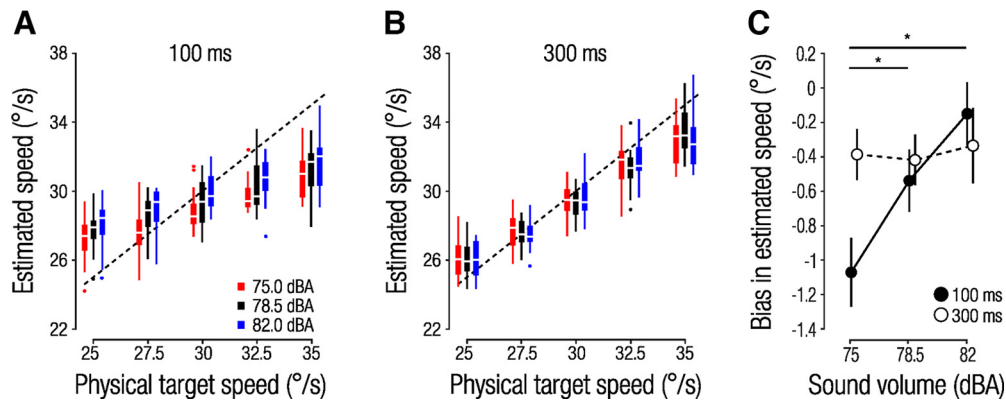 A
100 ms
Estimated speed (°/s)
38
34
30
26
22
75.0 dBA
78.5 dBA
82.0 dBA
25 27.5 30 32.5 35
Physical target speed (°/s)
B
300 ms
Estimated speed (°/s)
38
34
30
26
22
25 27.5 30 32.5 35
Physical target speed (°/s)
C
*
*
Bias in estimated speed (°/s)
0
-0.2
-0.4
-0.6
-0.8
-1
-1.2
-1.4
100 ms
300 ms
75 78.5 82
Sound volume (dBA)